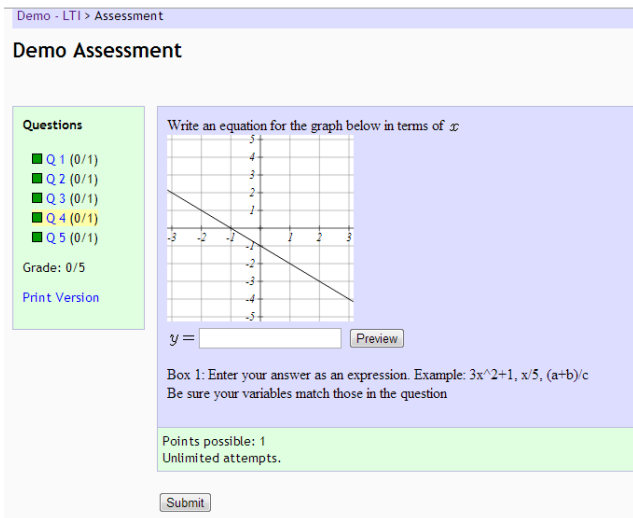 Demo - LTI > Assessment
Demo Assessment
Questions
Q 1 (0/1)
Q 2 (0/1)
Q 3 (0/1)
Q 4 (0/1)
Q 5 (0/1)
Grade: 0/5
Print Version
Write an equation for the graph below in terms of x
5
4
3
2
1
-3 -2 -1 1 2 3
-1
-2
-3
-4
-5
y =
Preview
Box 1: Enter your answer as an expression. Example: 3x^2+1, x/5, (a+b)/c
Be sure your variables match those in the question
Points possible: 1
Unlimited attempts.
Submit